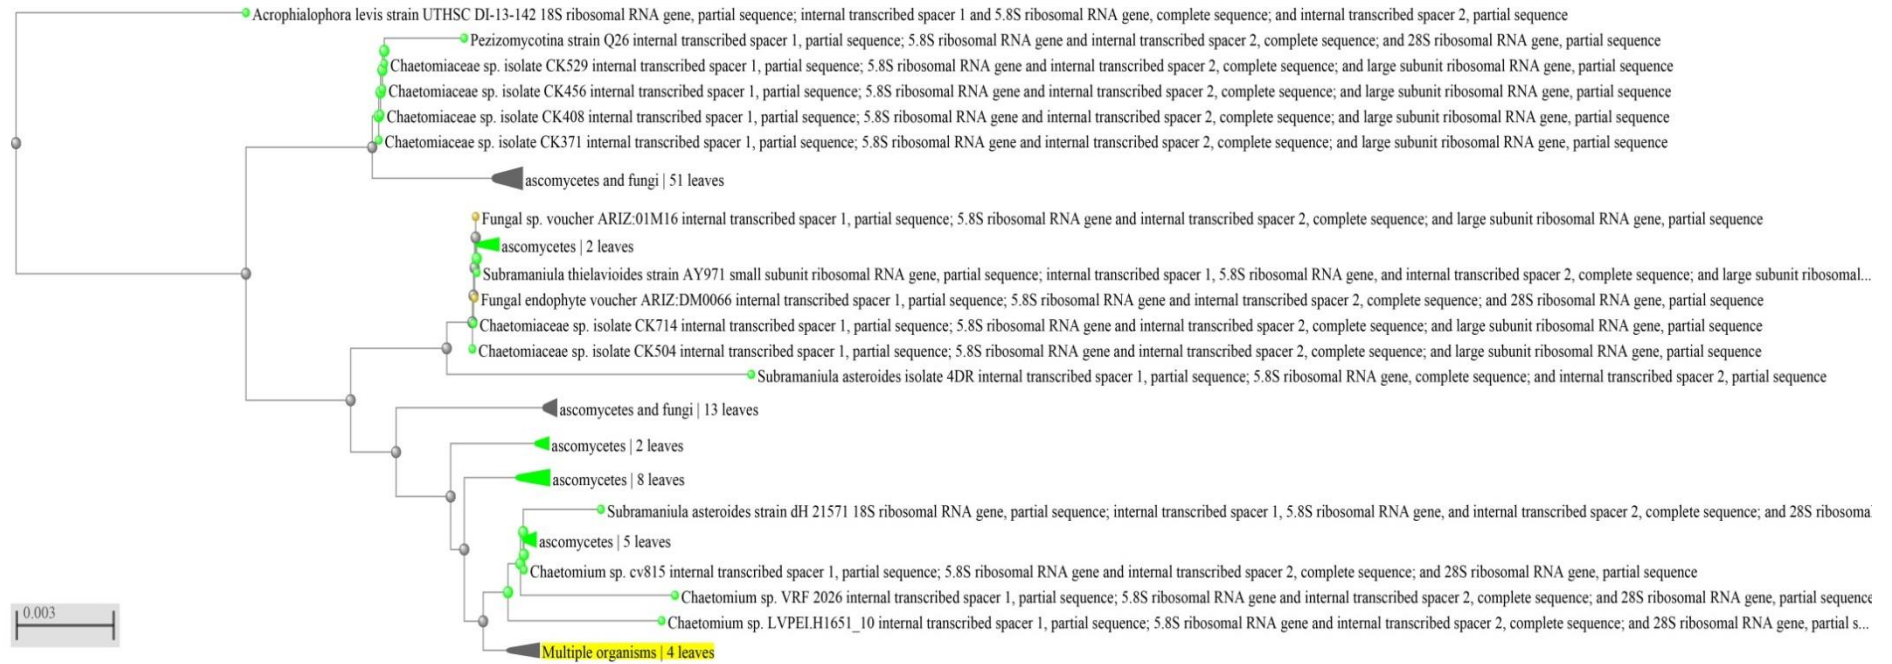 Acrophialophora levis strain UTHSC DI-13-142 18S ribosomal RNA gene, partial sequence; internal transcribed spacer 1 and 5.8S ribosomal RNA gene, complete sequence; and internal transcribed spacer 2, partial sequence
Pezizomycotina strain Q26 internal transcribed spacer 1, partial sequence; 5.8S ribosomal RNA gene and internal transcribed spacer 2, complete sequence; and 28S ribosomal RNA gene, partial sequence
Chaetomiaceae sp. isolate CK529 internal transcribed spacer 1, partial sequence; 5.8S ribosomal RNA gene and internal transcribed spacer 2, complete sequence; and large subunit ribosomal RNA gene, partial sequence
Chaetomiaceae sp. isolate CK456 internal transcribed spacer 1, partial sequence; 5.8S ribosomal RNA gene and internal transcribed spacer 2, complete sequence; and large subunit ribosomal RNA gene, partial sequence
Chaetomiaceae sp. isolate CK408 internal transcribed spacer 1, partial sequence; 5.8S ribosomal RNA gene and internal transcribed spacer 2, complete sequence; and large subunit ribosomal RNA gene, partial sequence
Chaetomiaceae sp. isolate CK371 internal transcribed spacer 1, partial sequence; 5.8S ribosomal RNA gene and internal transcribed spacer 2, complete sequence; and large subunit ribosomal RNA gene, partial sequence
ascomycetes and fungi | 51 leaves
Fungal sp. voucher ARIZ:01M16 internal transcribed spacer 1, partial sequence; 5.8S ribosomal RNA gene and internal transcribed spacer 2, complete sequence; and large subunit ribosomal RNA gene, partial sequence
ascomycetes | 2 leaves
Subramaniula thielavioides strain AY971 small subunit ribosomal RNA gene, partial sequence; internal transcribed spacer 1, 5.8S ribosomal RNA gene, and internal transcribed spacer 2, complete sequence; and large subunit ribosomal...
Fungal endophyte voucher ARIZ:DM0066 internal transcribed spacer 1, partial sequence; 5.8S ribosomal RNA gene and internal transcribed spacer 2, complete sequence; and 28S ribosomal RNA gene, partial sequence
Chaetomiaceae sp. isolate CK714 internal transcribed spacer 1, partial sequence; 5.8S ribosomal RNA gene and internal transcribed spacer 2, complete sequence; and large subunit ribosomal RNA gene, partial sequence
Chaetomiaceae sp. isolate CK504 internal transcribed spacer 1, partial sequence; 5.8S ribosomal RNA gene and internal transcribed spacer 2, complete sequence; and large subunit ribosomal RNA gene, partial sequence
Subramaniula asteroides isolate 4DR internal transcribed spacer 1, partial sequence; 5.8S ribosomal RNA gene, complete sequence; and internal transcribed spacer 2, partial sequence
ascomycetes and fungi | 13 leaves
ascomycetes | 2 leaves
ascomycetes | 8 leaves
Subramaniula asteroides strain dH 21571 18S ribosomal RNA gene, partial sequence; internal transcribed spacer 1, 5.8S ribosomal RNA gene, and internal transcribed spacer 2, complete sequence; and 28S ribosoma
ascomycetes | 5 leaves
Chaetomium sp. cv815 internal transcribed spacer 1, partial sequence; 5.8S ribosomal RNA gene and internal transcribed spacer 2, complete sequence; and 28S ribosomal RNA gene, partial sequence
Chaetomium sp. VRF 2026 internal transcribed spacer 1, partial sequence; 5.8S ribosomal RNA gene and internal transcribed spacer 2, complete sequence; and 28S ribosomal RNA gene, partial sequence
0.003
Chaetomium sp. LVPEI.H1651_10 internal transcribed spacer 1, partial sequence; 5.8S ribosomal RNA gene and internal transcribed spacer 2, complete sequence; and 28S ribosomal RNA gene, partial s...
Multiple organisms | 4 leaves